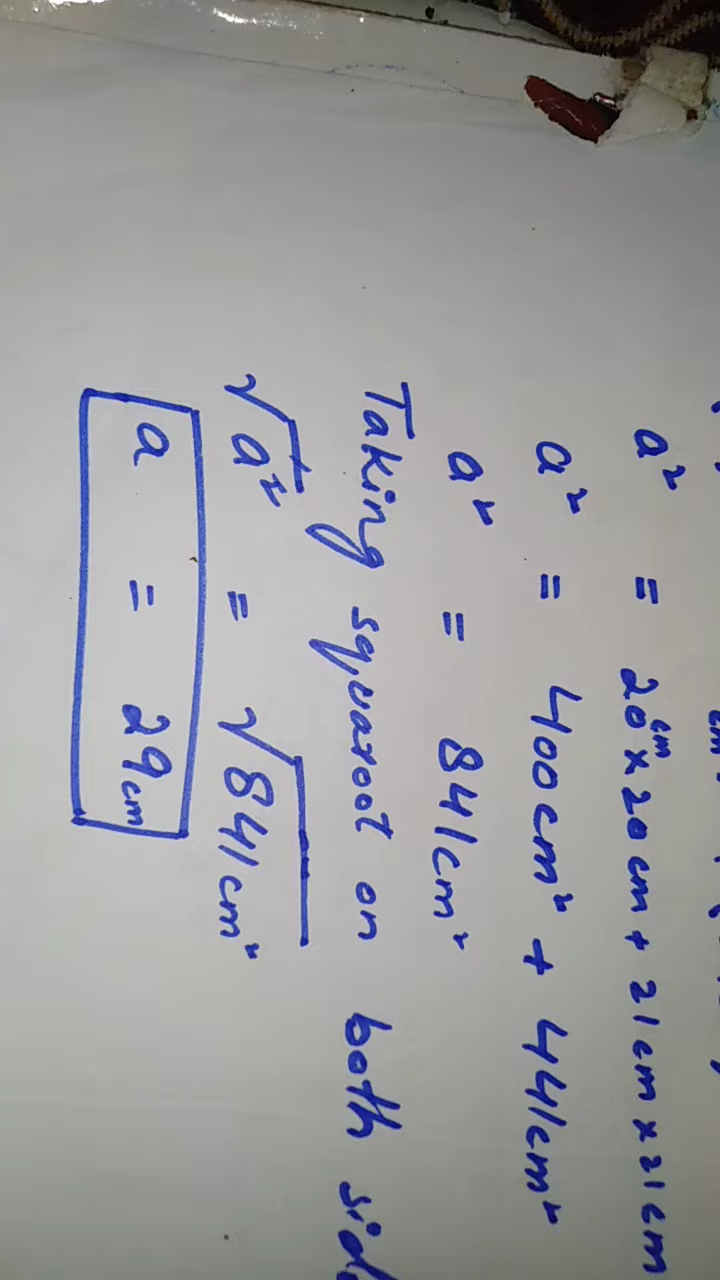 a² = 20cm × 20cm + 21cm × 21cm
a² = 400cm² + 441cm²
a² = 841cm²
Taking squaroot on both sid
√a² = √841cm²
a = 29cm